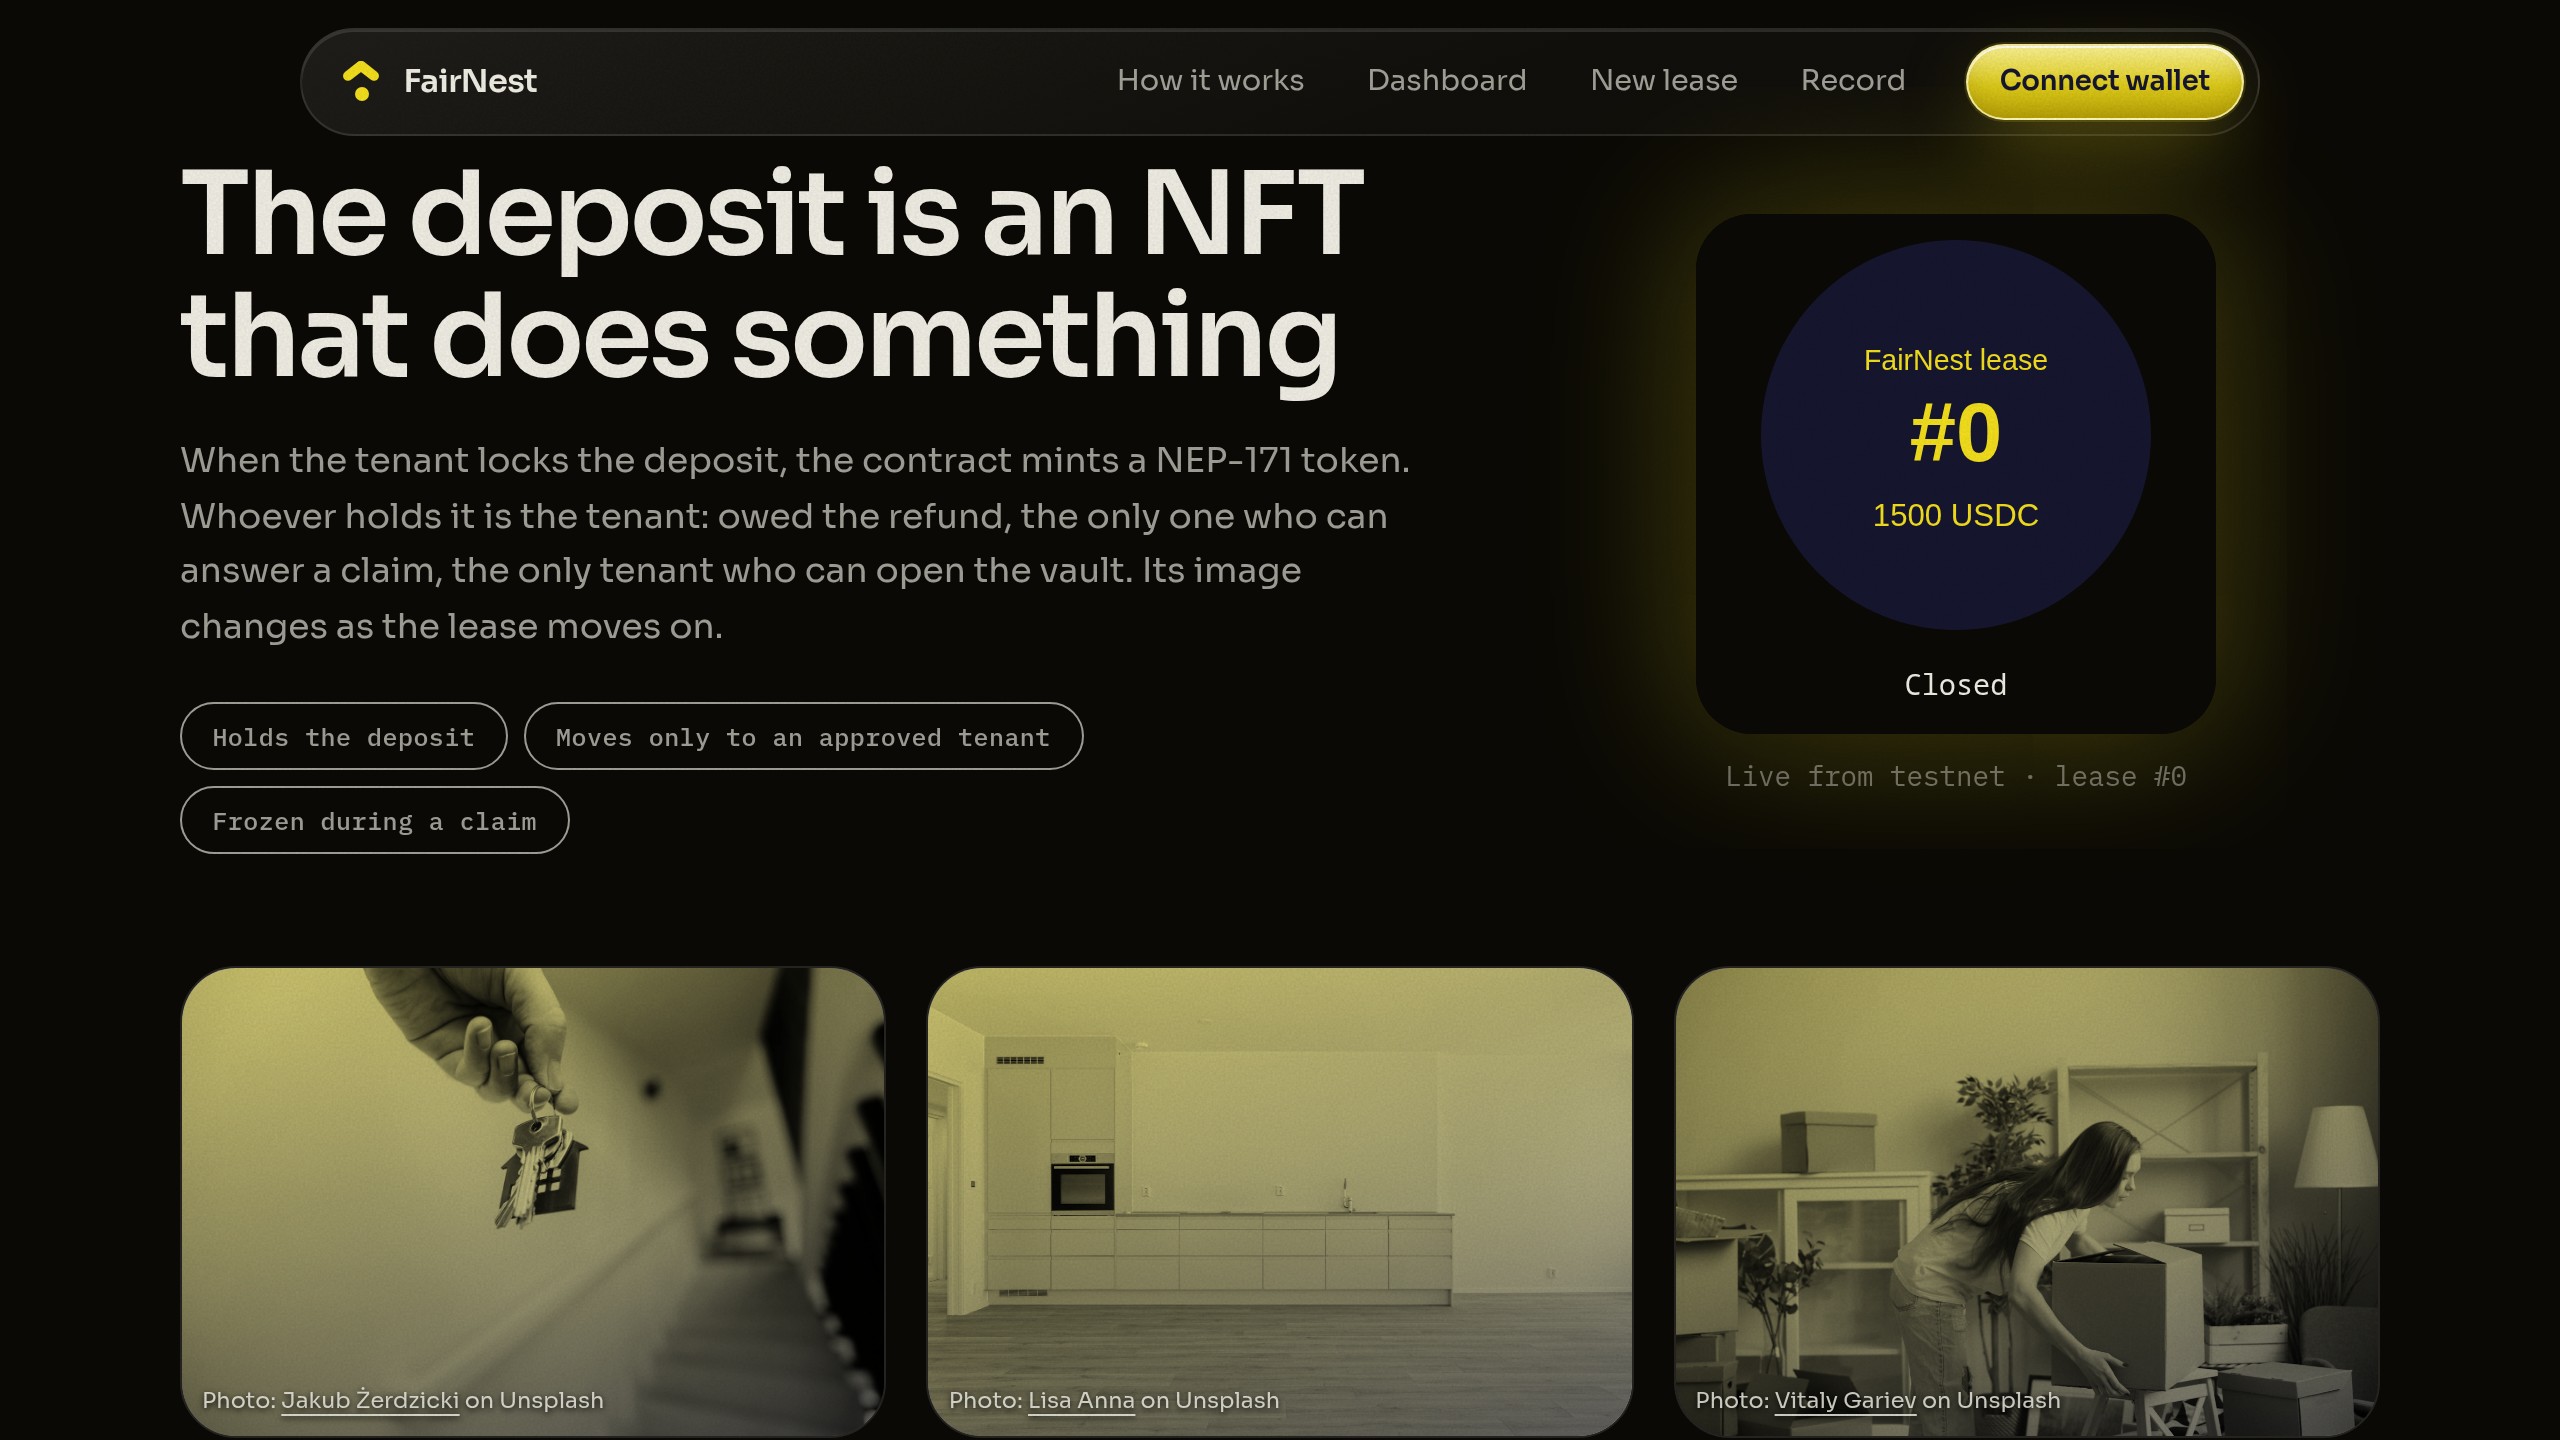 FairNest
How it works
Dashboard
New lease
Record
Connect wallet
The deposit is an NFT
that does something
When the tenant locks the deposit, the contract mints a NEP-171 token.
Whoever holds it is the tenant: owed the refund, the only one who can
answer a claim, the only tenant who can open the vault. Its image
changes as the lease moves on.
Holds the deposit
Moves only to an approved tenant
Frozen during a claim
FairNest lease
#0
1500 USDC
Closed
Live from testnet · lease #0
Photo: Jakub Żerdzicki on Unsplash
Photo: Lisa Anna on Unsplash
Photo: Vitaly Gariev on Unsplash